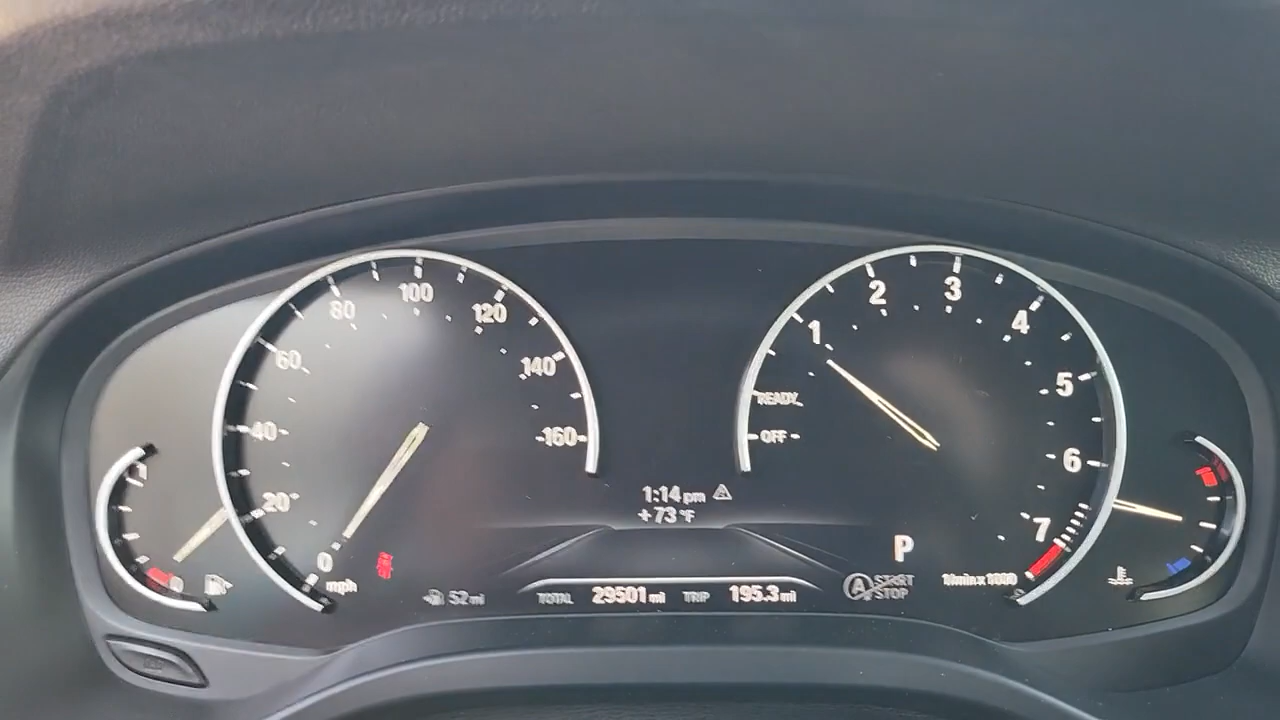 100
80
120
60
140
40
-160-
20
0
mph
1
2
3
4
5
6
7
READY
OFF
1/min x 1000
1:14 pm
+73 °F
P
0
52 mi
TOTAL 29501 mi TRIP 195.3 mi
A START
STOP